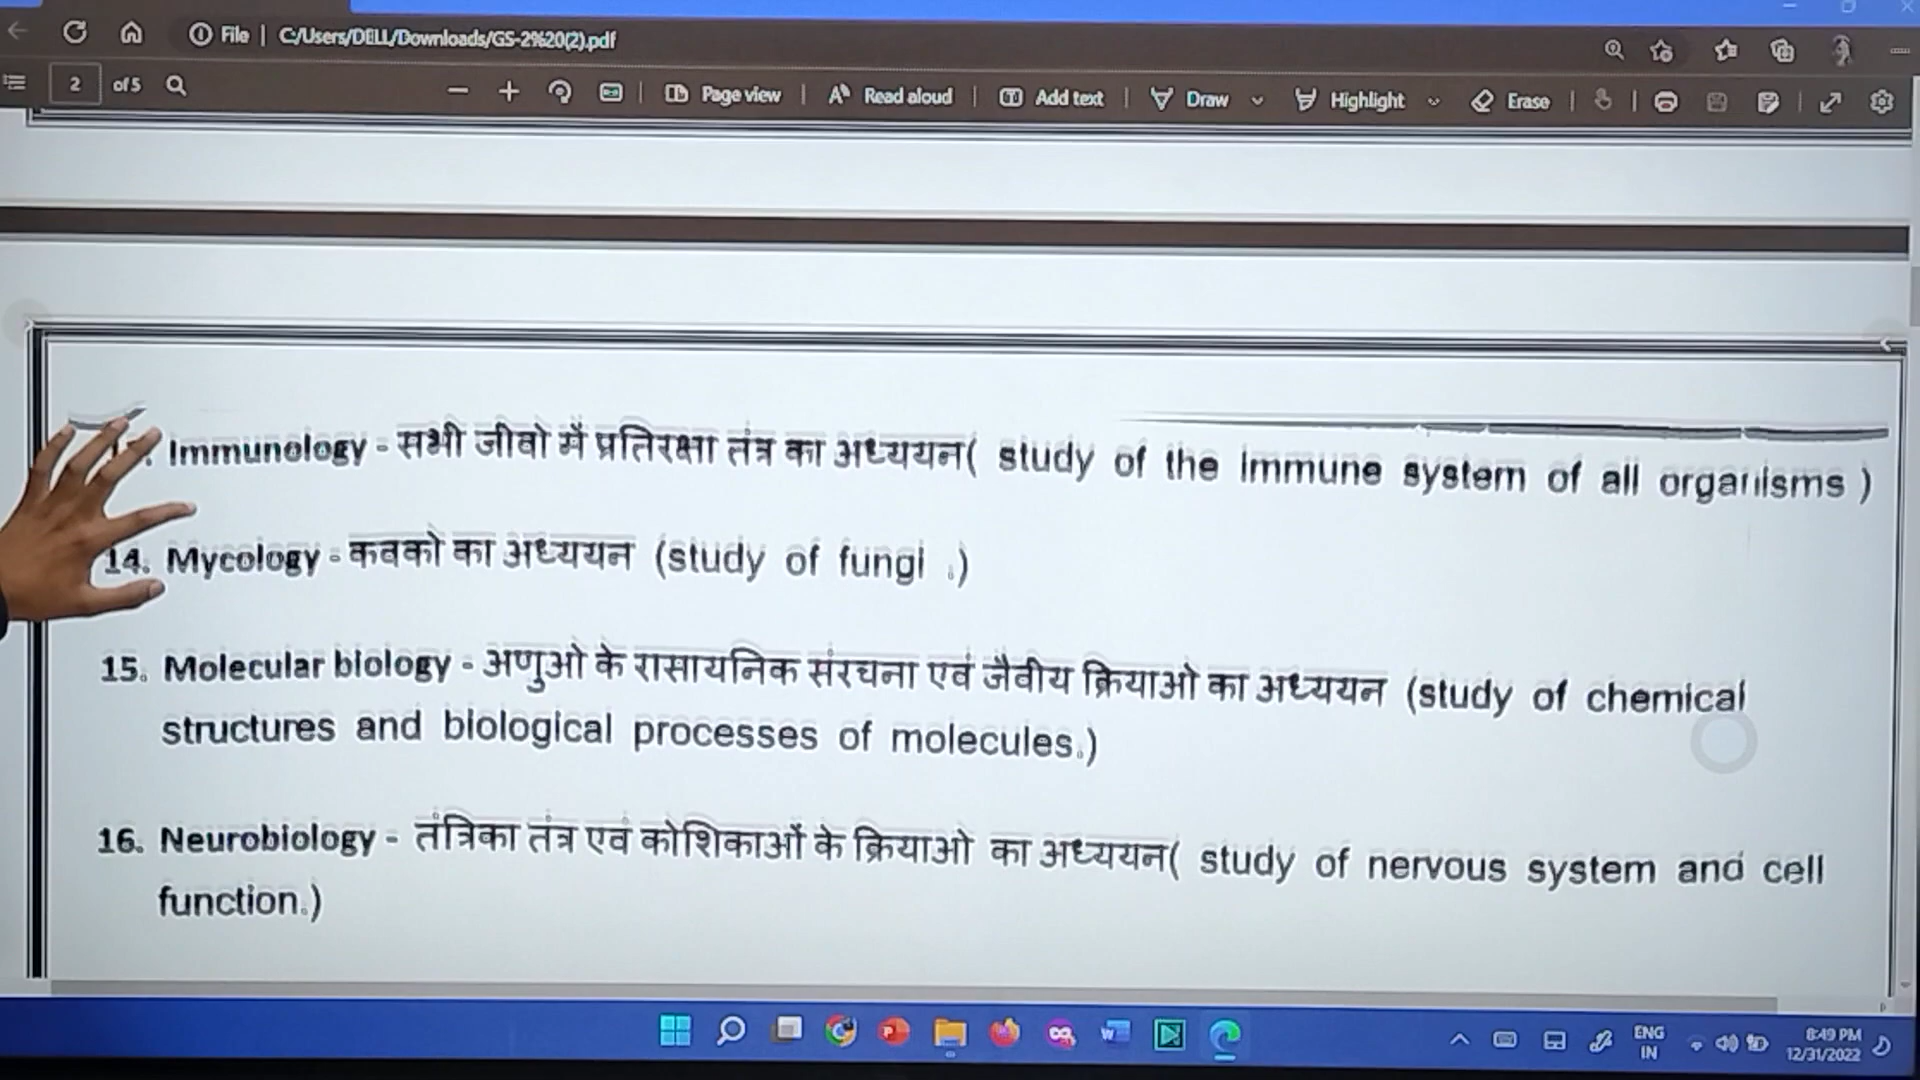 File | C:/Users/DELL/Downloads/GS-2%20(2).pdf
2 of 5 Page view Read aloud Add text Draw Highlight Erase
Immunology - सभी जीवो मैं प्रतिरक्षा तंत्र का अध्ययन( study of the immune system of all organisms )
14. Mycology - कवको का अध्ययन (study of fungi .)
15. Molecular biology - अणुओ के रासायनिक संरचना एवं जैवीय क्रियाओ का अध्ययन (study of chemical
structures and biological processes of molecules.)
16. Neurobiology - तंत्रिका तंत्र एवं कोशिकाओं के क्रियाओ का अध्ययन( study of nervous system and cell
function.)
ENG 8:49 PM
IN 12/31/2022